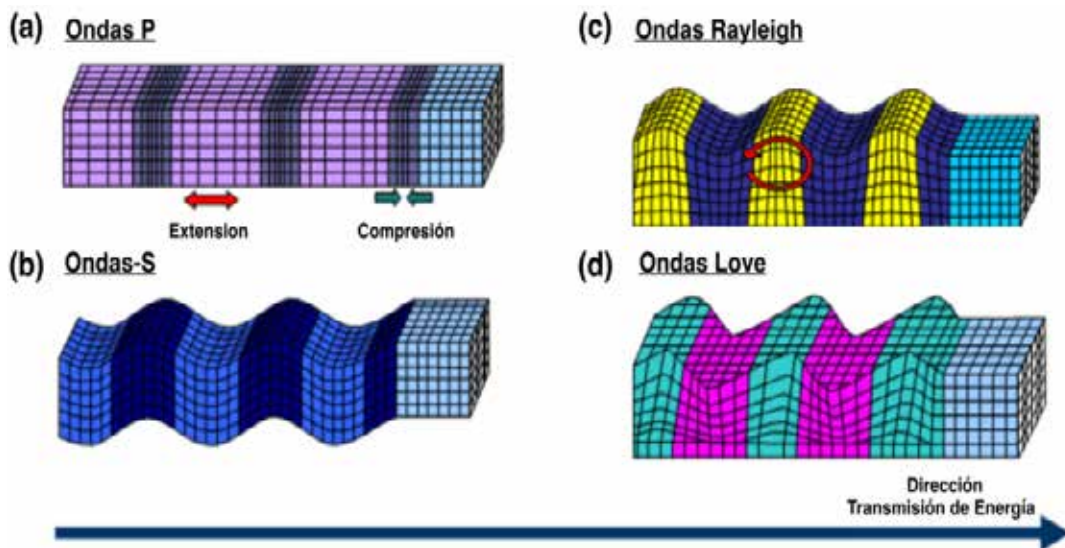 (a) Ondas P
Extension
Compresión
(b) Ondas-S
(c) Ondas Rayleigh
(d) Ondas Love
Dirección
Transmisión de Energía